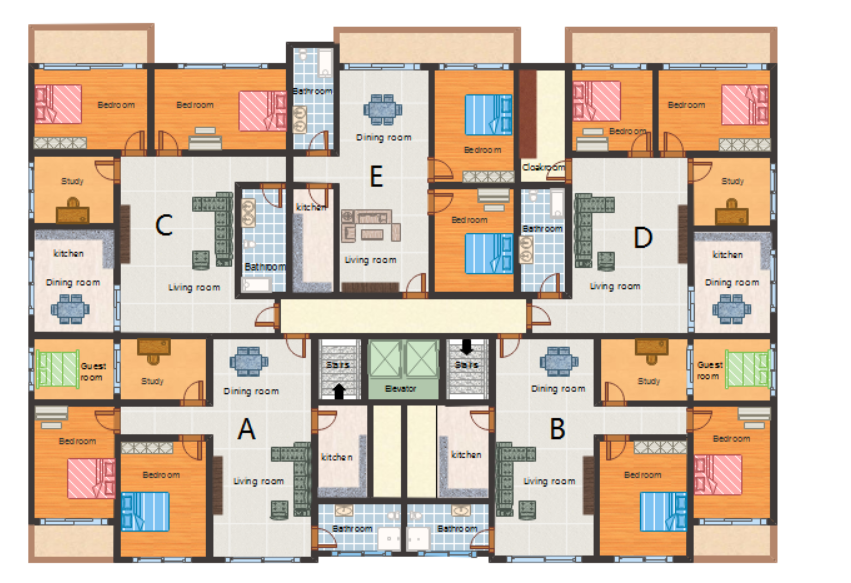 Bathroom
Bedroom
Bedroom
Dining room
Bedroom
Bedroom
Bedroom
Cloakroom
Study
E
Study
kitchen
C
Bedroom
Bathroom
D
kitchen
Bathroom
Living room
kitchen
Dining room
Living room
Living room
Dining room
Guest
room
Study
Dining room
Stairs
Elevator
Stairs
Dining room
Study
Guest
room
Bedroom
A
B
Bedroom
kitchen
kitchen
Bedroom
Living room
Living room
Bedroom
Bathroom
Bathroom